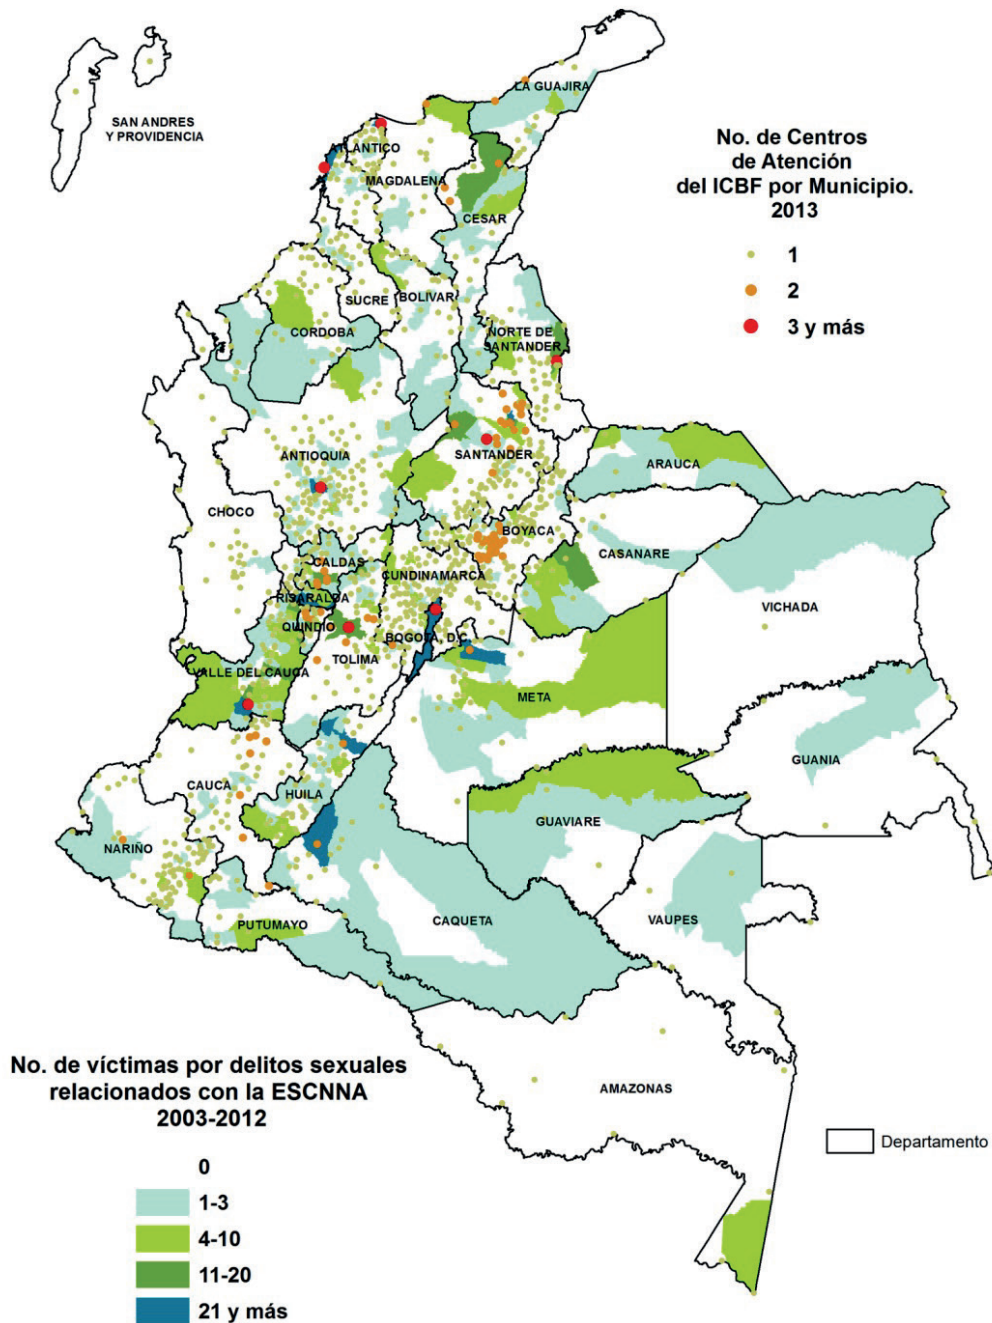 SAN ANDRES
Y PROVIDENCIA
LA GUAJIRA
ATLANTICO
MAGDALENA
CESAR
SUCRE
BOLIVAR
CORDOBA
NORTE DE
SANTANDER
ANTIOQUIA
SANTANDER
ARAUCA
CHOCO
BOYACA
CASANARE
CALDAS
CUNDINAMARCA
RISARALDA
VICHADA
QUINDIO
BOGOTA, D.C.
TOLIMA
VALLE DEL CAUCA
META
GUANIA
CAUCA
HUILA
GUAVIARE
NARIÑO
CAQUETA
VAUPES
PUTUMAYO
AMAZONAS
No. de Centros
de Atención
del ICBF por Municipio.
2013
1
2
3 y más
No. de víctimas por delitos sexuales
relacionados con la ESCNNA
2003-2012
0
1-3
4-10
11-20
21 y más
Departamento